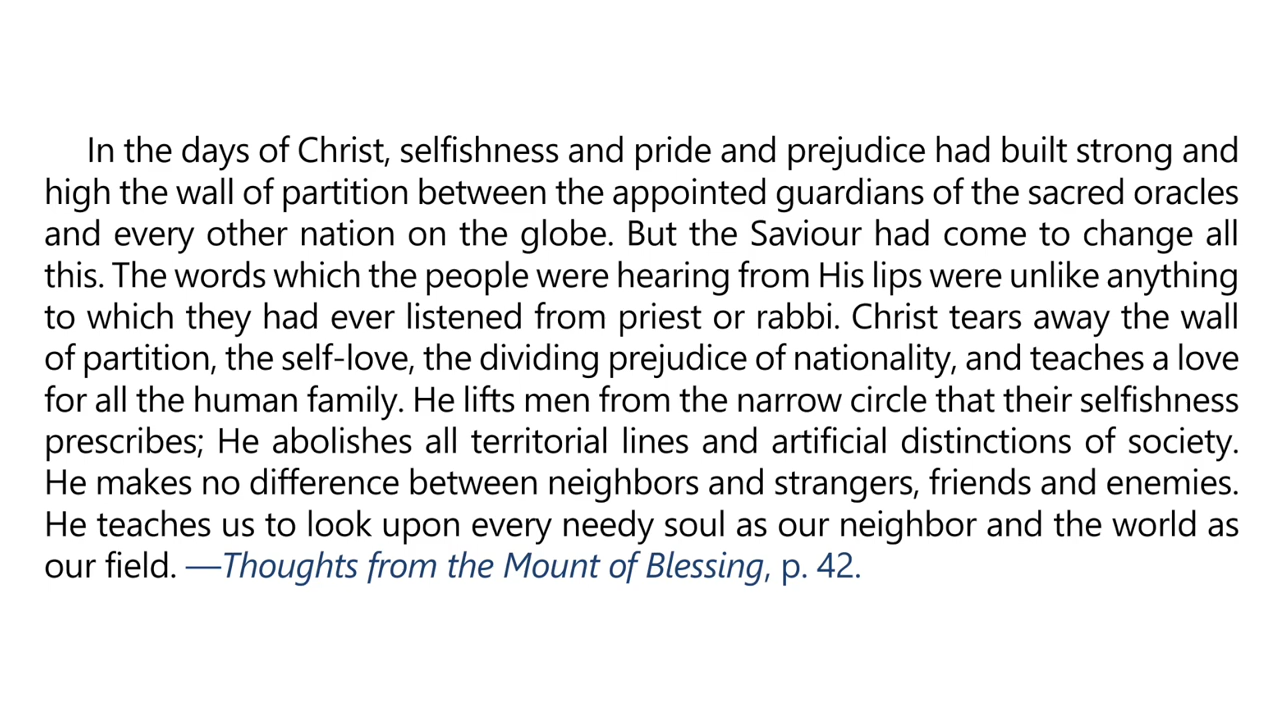 In the days of Christ, selfishness and pride and prejudice had built strong and
high the wall of partition between the appointed guardians of the sacred oracles
and every other nation on the globe. But the Saviour had come to change all
this. The words which the people were hearing from His lips were unlike anything
to which they had ever listened from priest or rabbi. Christ tears away the wall
of partition, the self-love, the dividing prejudice of nationality, and teaches a love
for all the human family. He lifts men from the narrow circle that their selfishness
prescribes; He abolishes all territorial lines and artificial distinctions of society.
He makes no difference between neighbors and strangers, friends and enemies.
He teaches us to look upon every needy soul as our neighbor and the world as
our field. —Thoughts from the Mount of Blessing, p. 42.